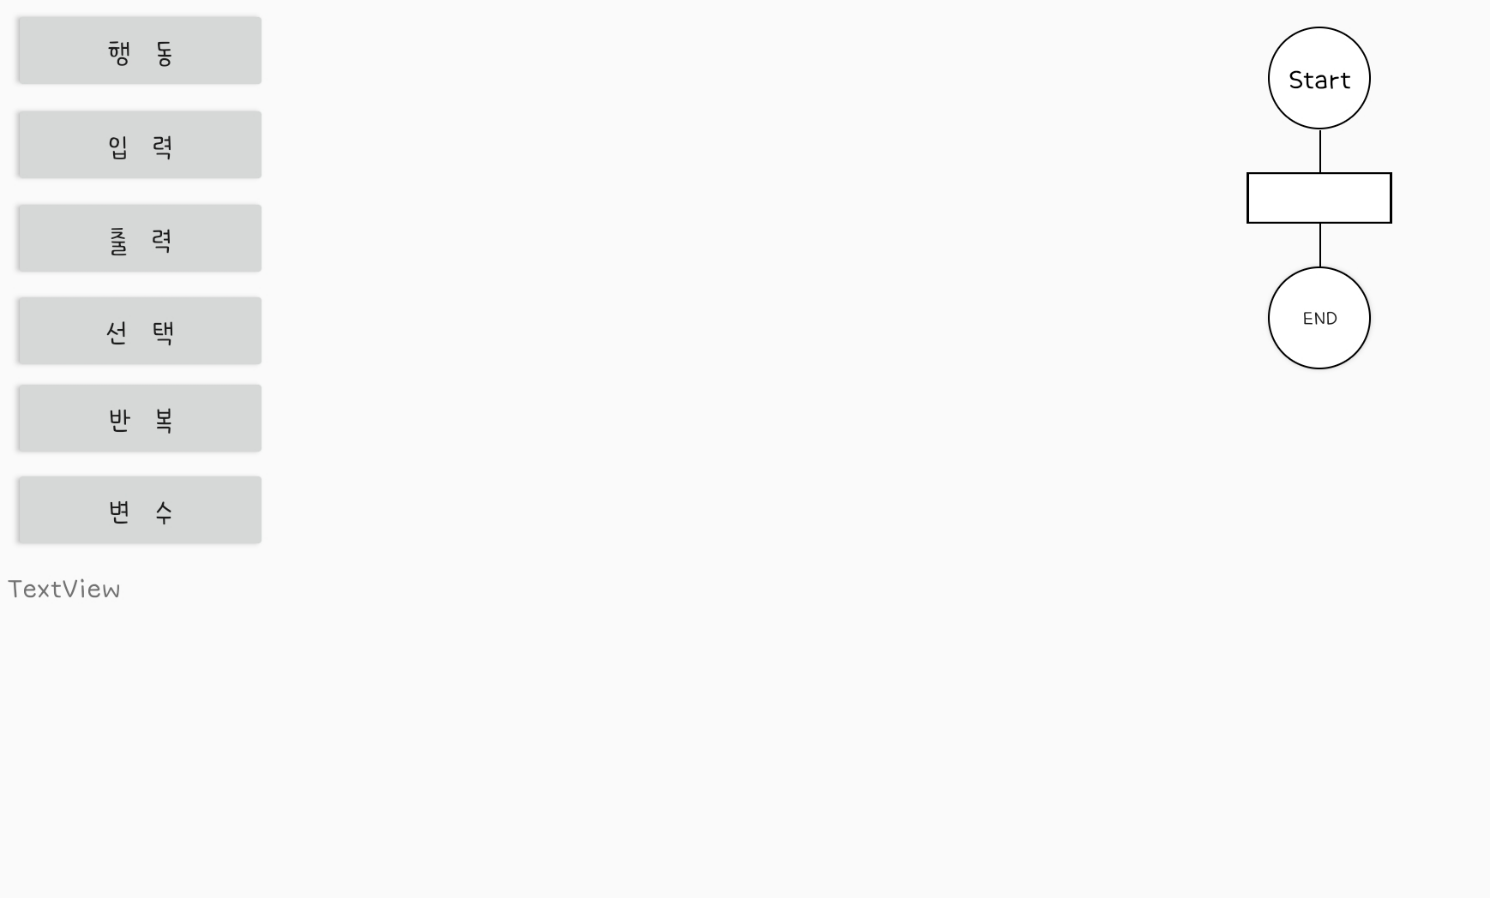 행 동
입 력
출 력
선 택
반 복
변 수
TextView
Start
END